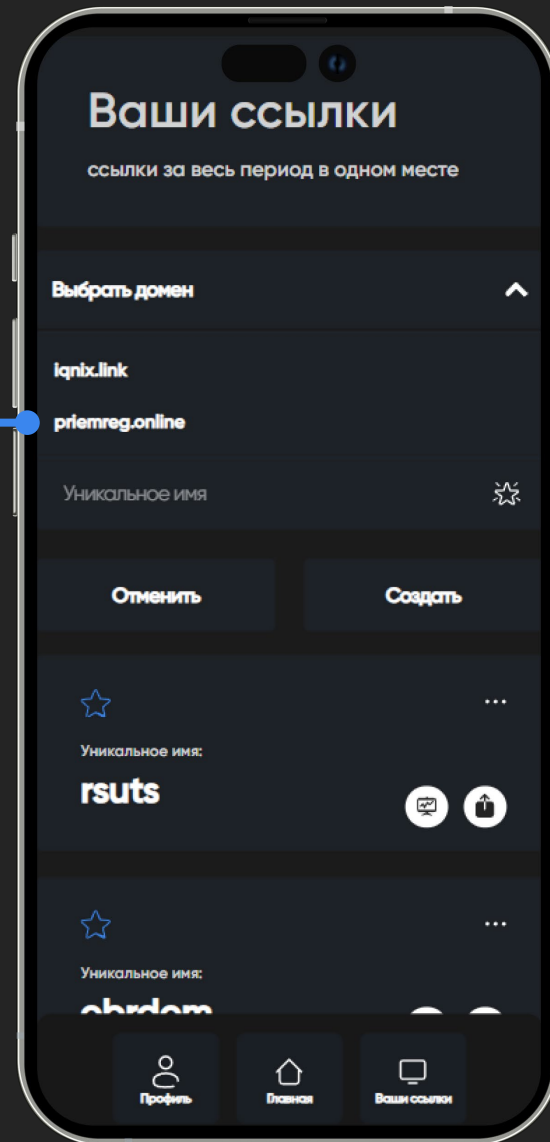 Ваши ссылки
ссылки за весь период в одном месте
Выбрать домен
iqnix.link
priemreg.online
Уникальное имя
Отменить
Создать
Уникальное имя:
rsuts
Уникальное имя:
obrdom
Профиль
Главная
Ваши ссылки